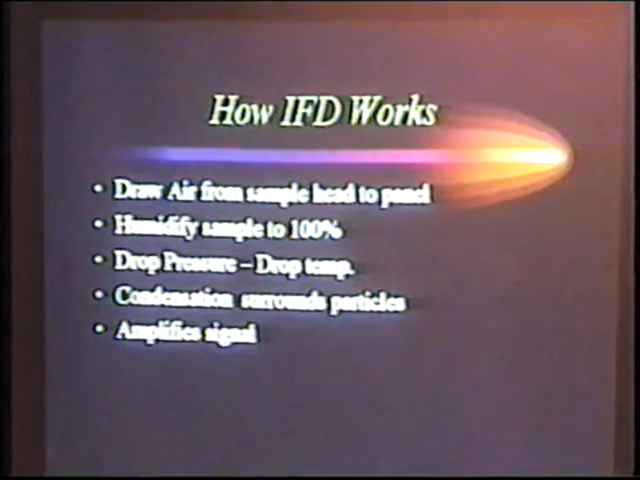 How IFD Works
• Draw Air from sample head to panel
• Humidify sample to 100%
• Drop Pressure – Drop temp.
• Condensation surrounds particles
• Amplifies signal